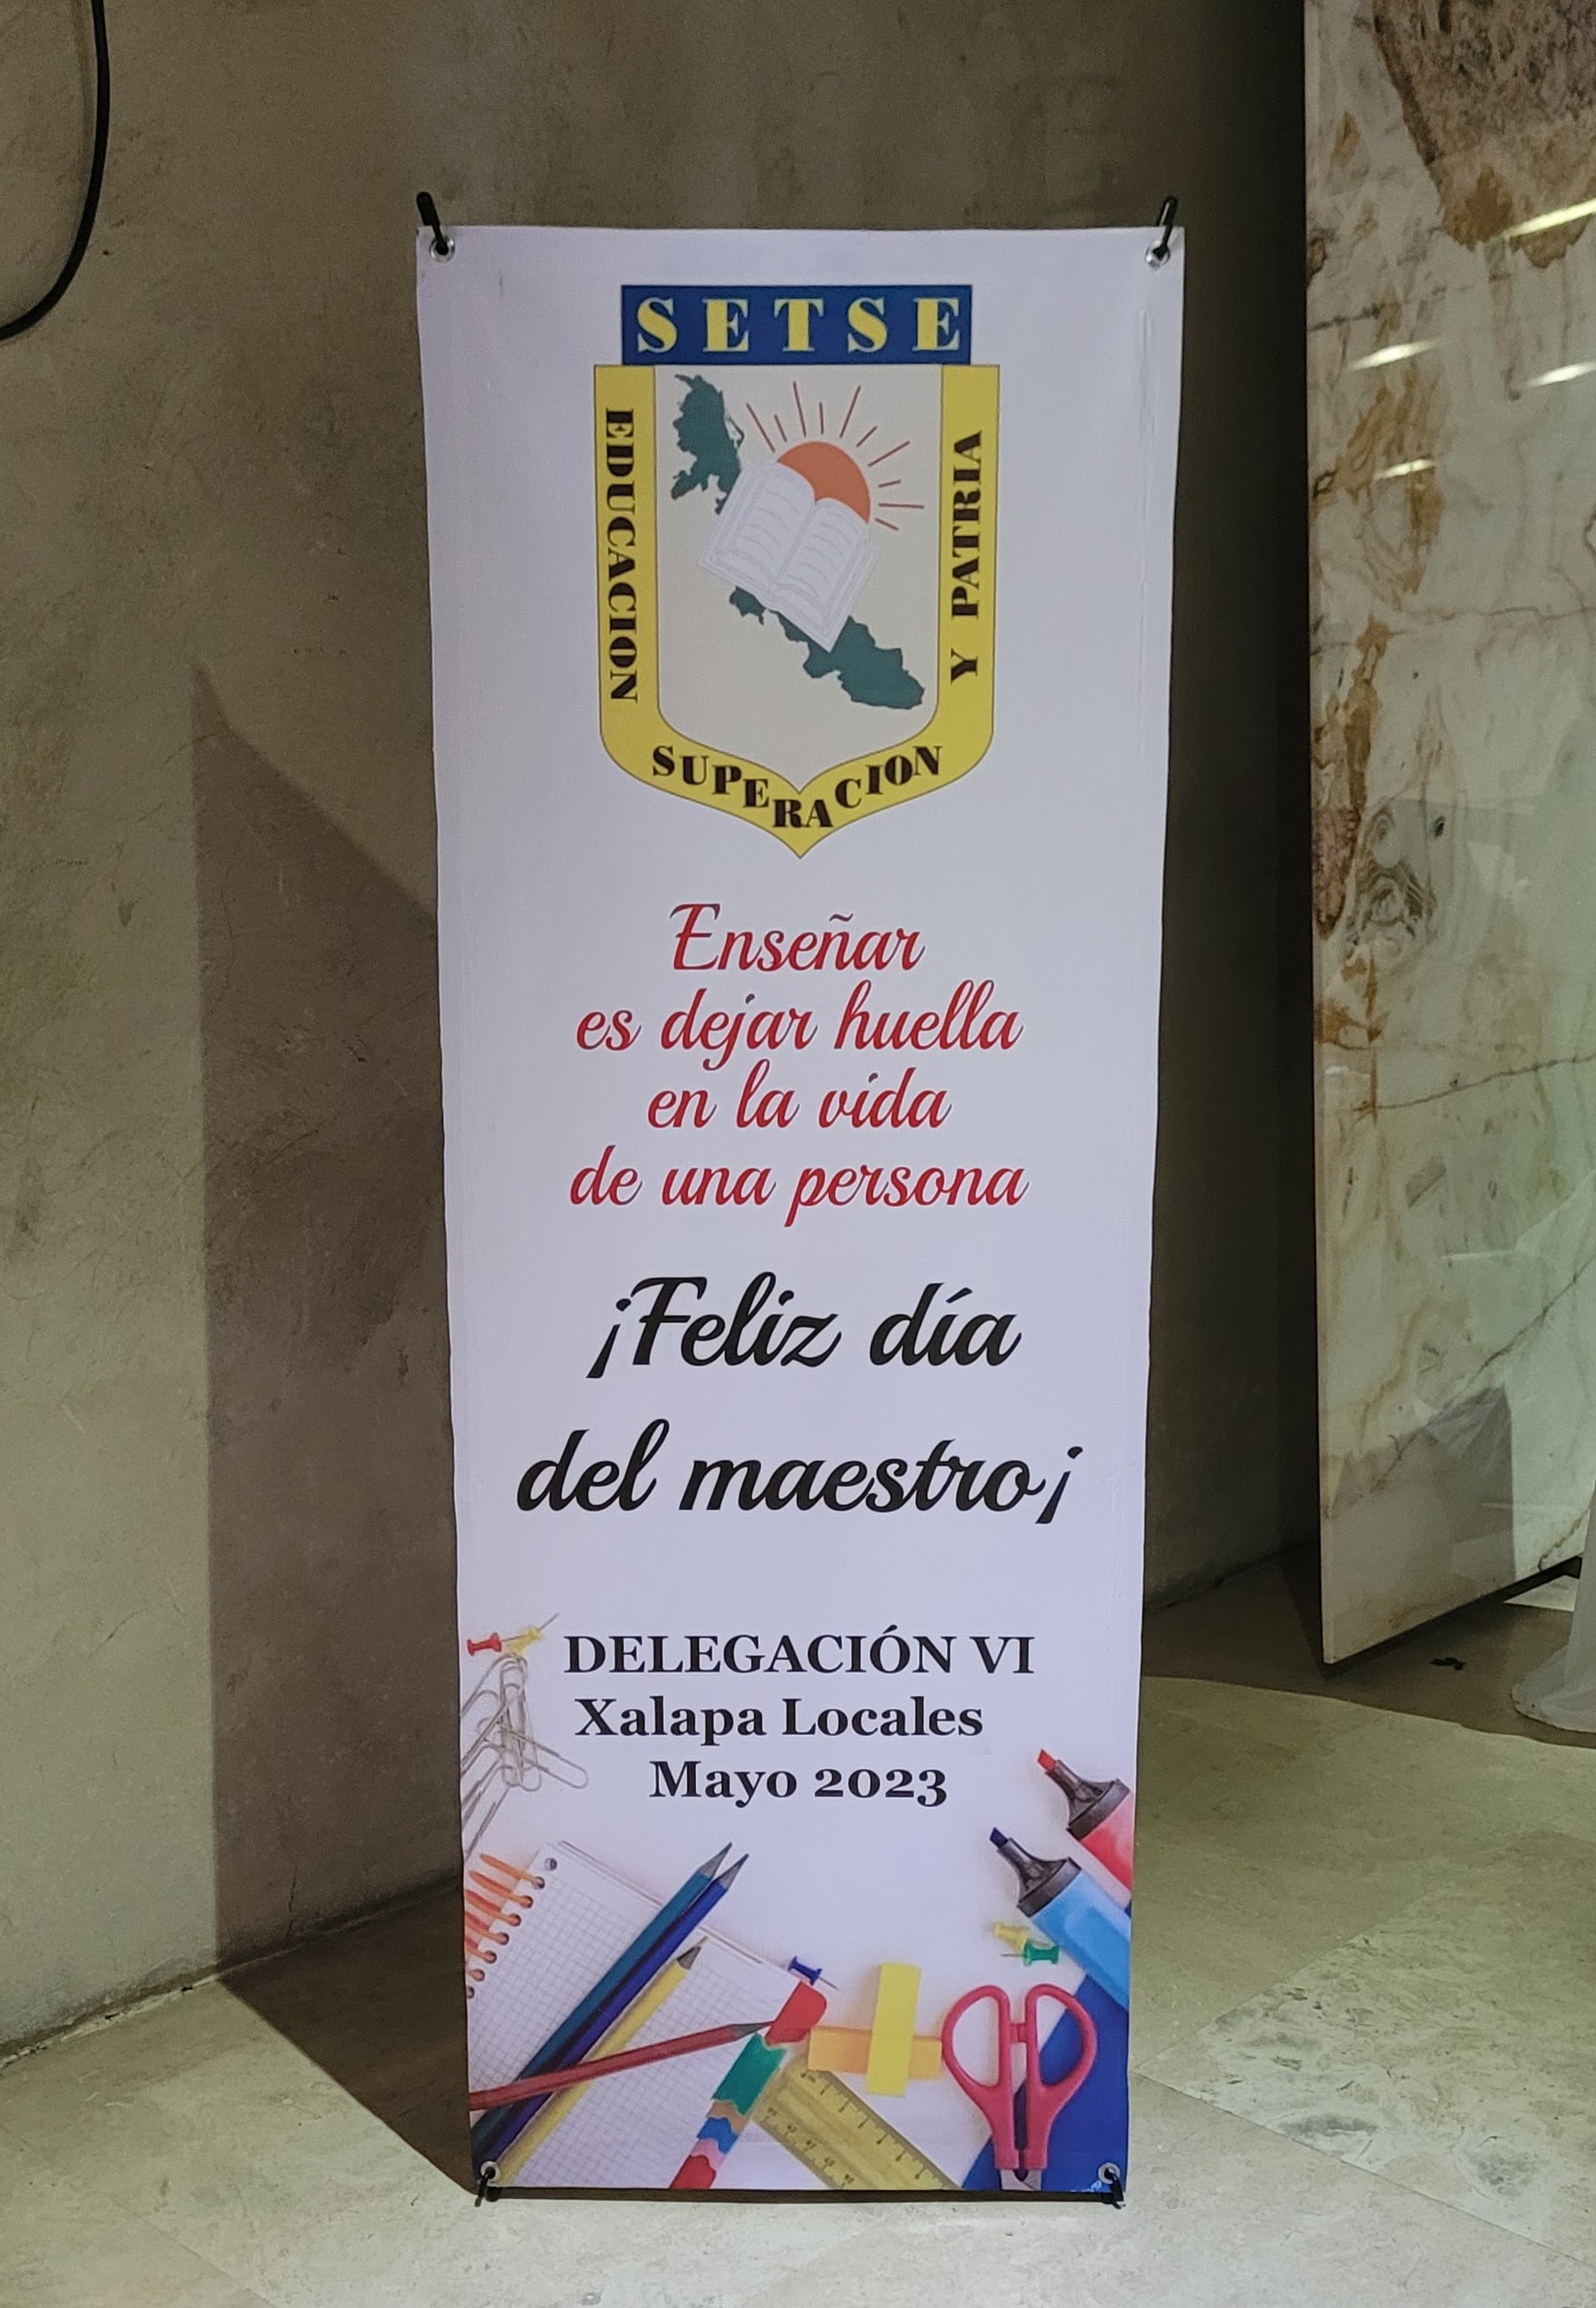 SETSE
EDUCACION
SUPERACION
Y PATRIA
Enseñar
es dejar huella
en la vida
de una persona
¡Feliz día
del maestro¡
DELEGACIÓN VI
Xalapa Locales
Mayo 2023